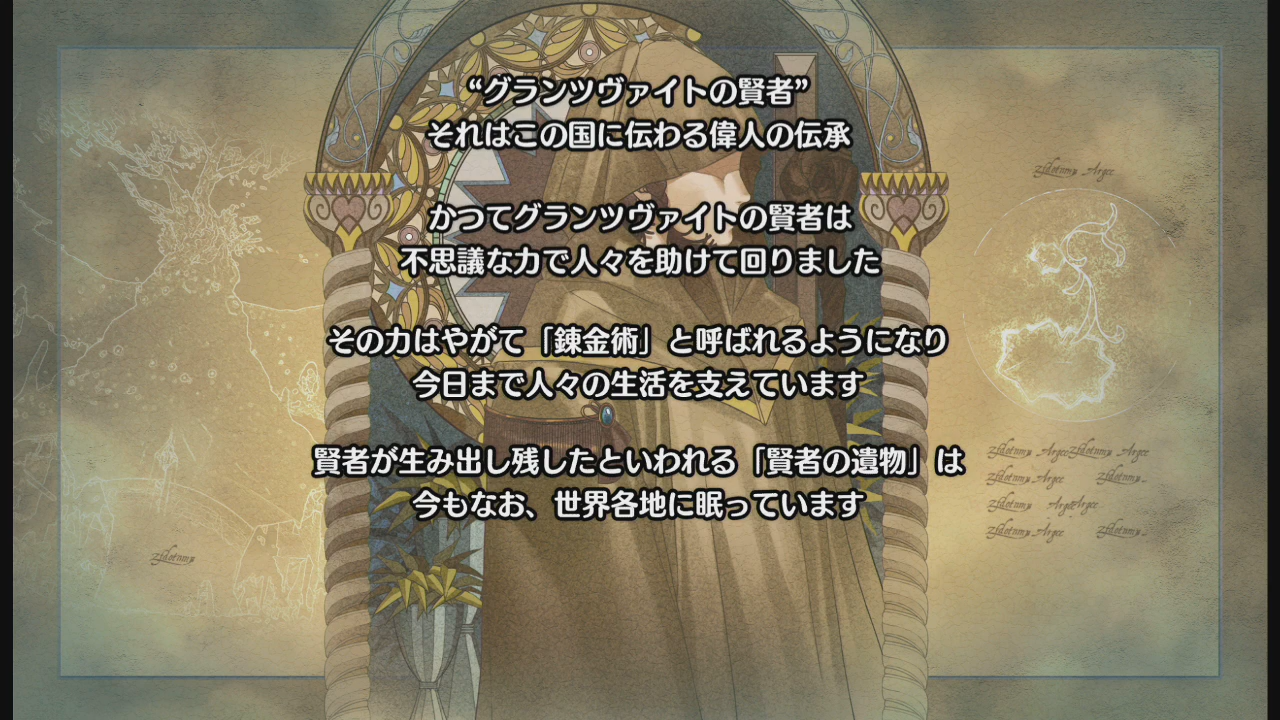 “グランツヴァイトの賢者”
それはこの国に伝わる偉人の伝承
かつてグランツヴァイトの賢者は
不思議な力で人々を助けて回りました
その力はやがて「錬金術」と呼ばれるようになり
今日まで人々の生活を支えています
賢者が生み出し残したといわれる「賢者の遺物」は
今もなお、世界各地に眠っています